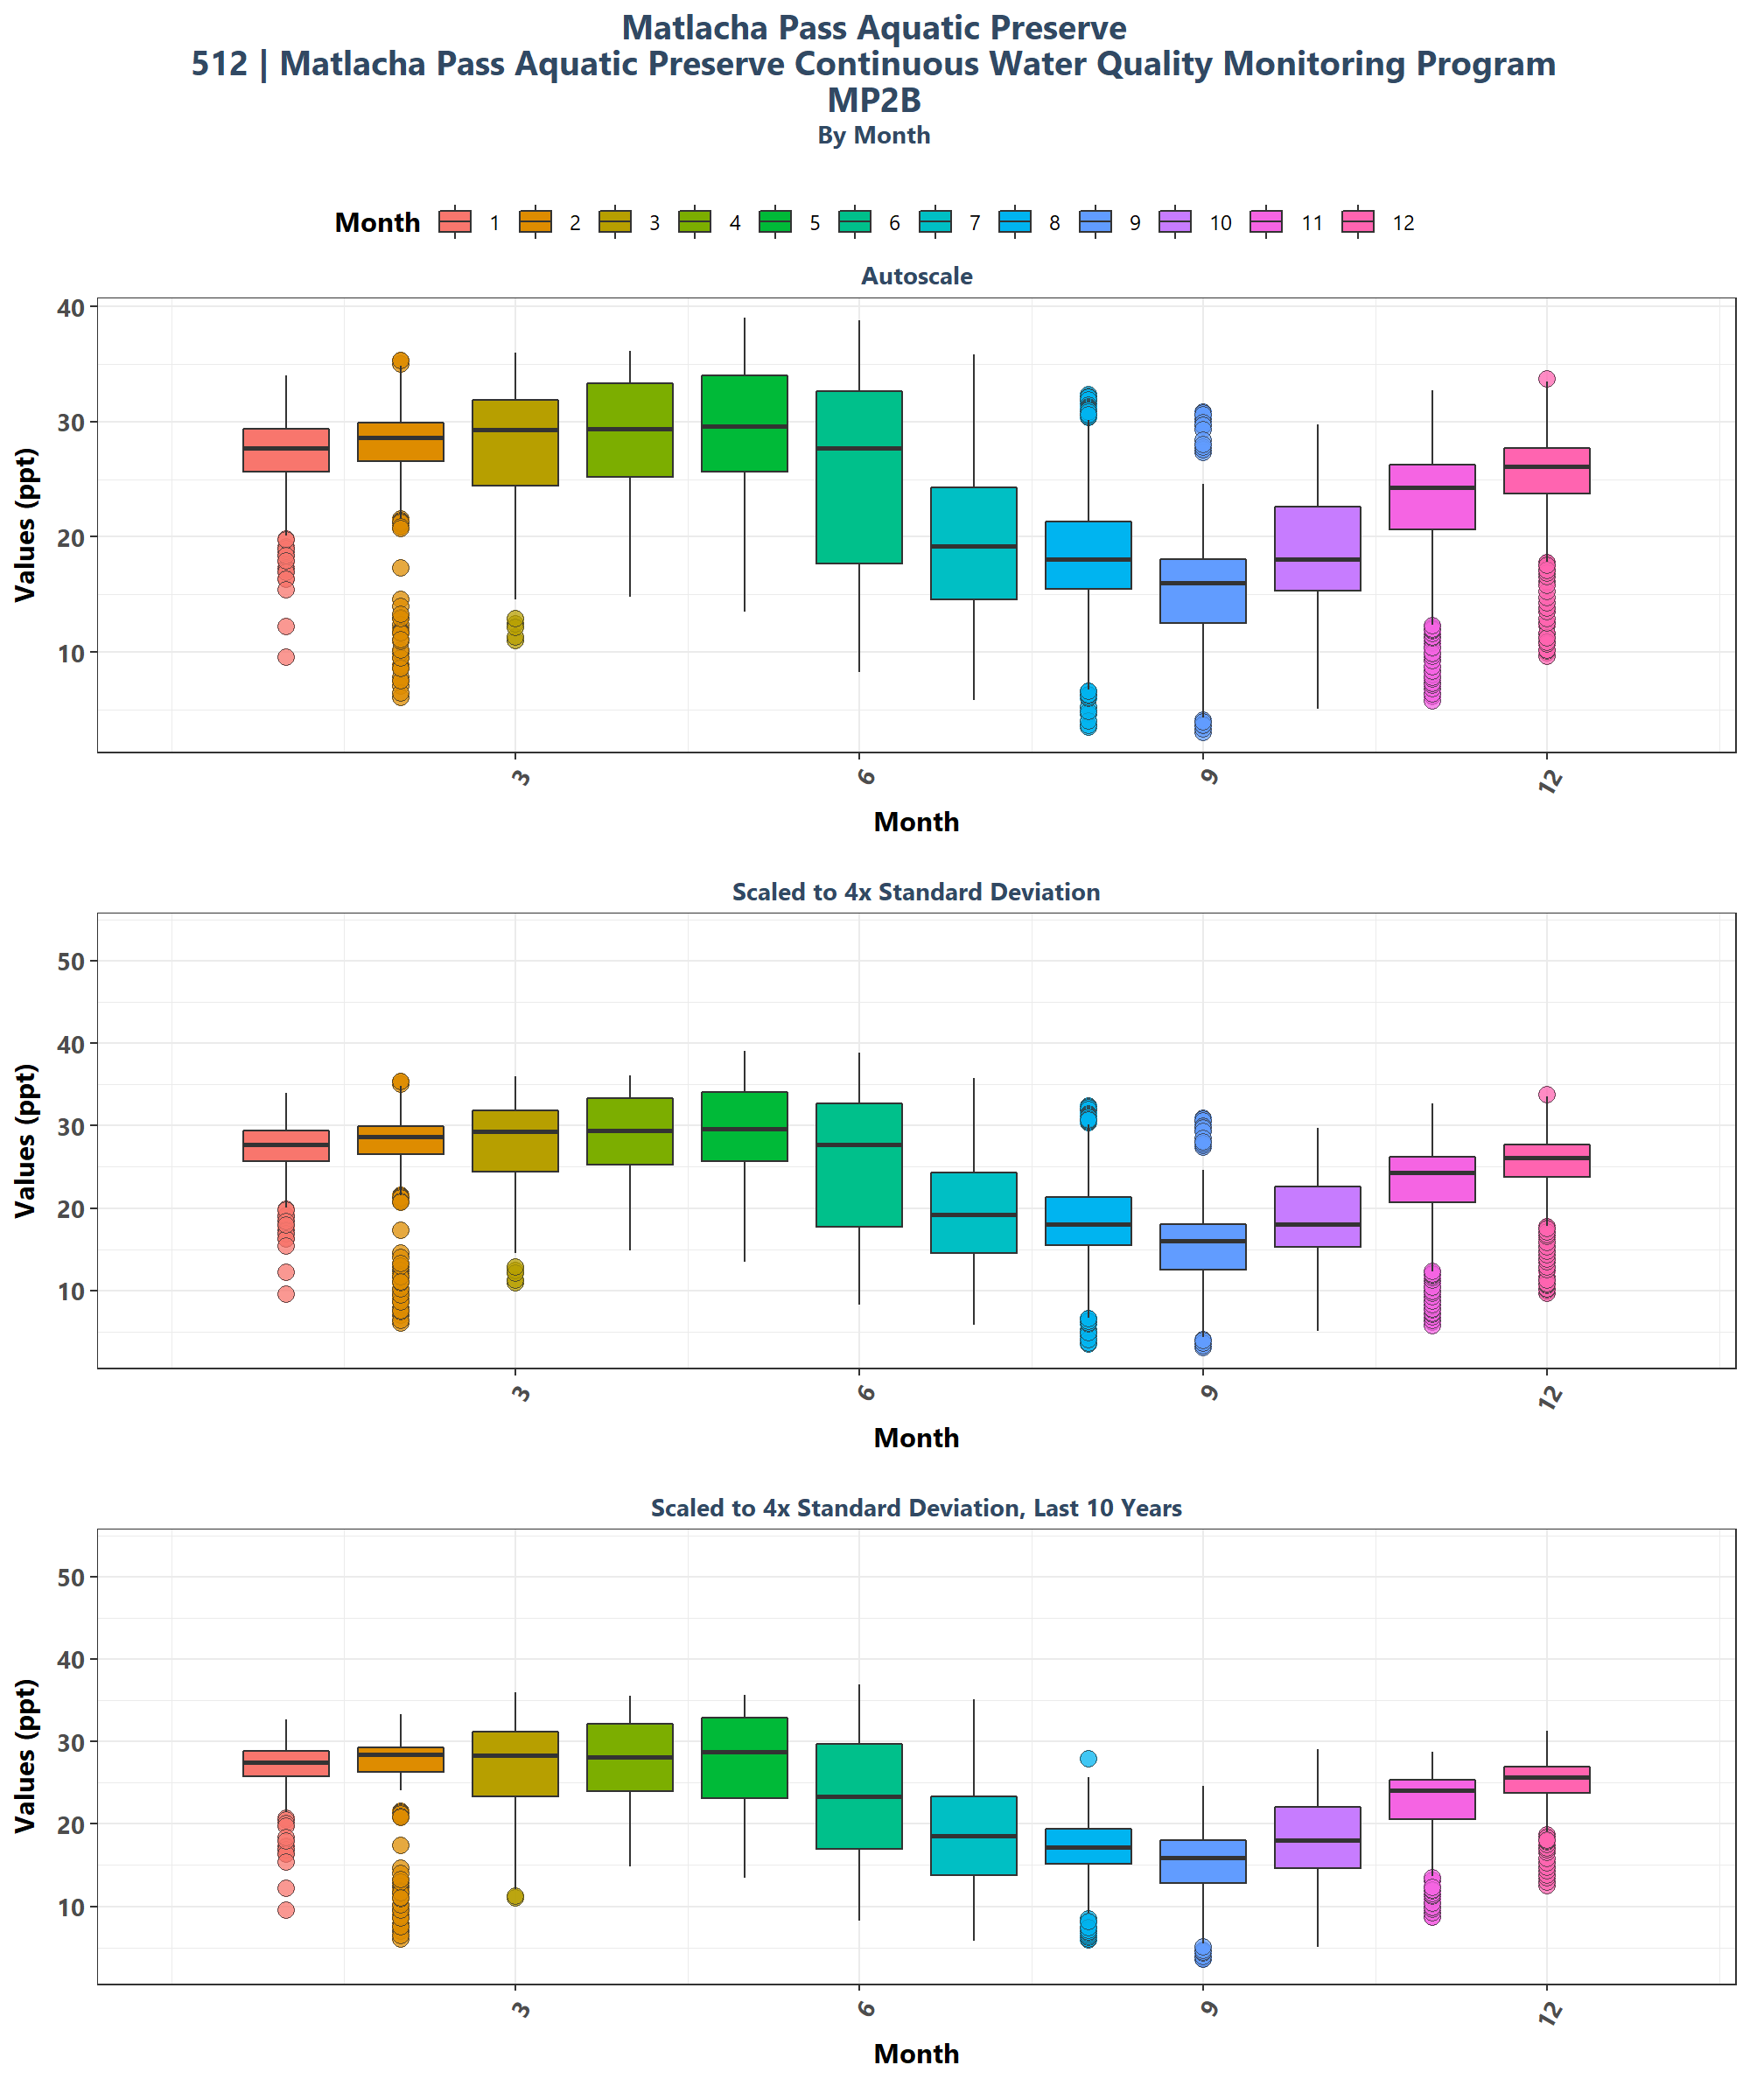 Matlacha Pass Aquatic Preserve
512 | Matlacha Pass Aquatic Preserve Continuous Water Quality Monitoring Program
MP2B
By Month
Month 1 2 3 4 5 6 7 8 9 10 11 12
Autoscale
Values (ppt)
40
30
20
10
3 6 9 12
Month
Scaled to 4x Standard Deviation
Values (ppt)
50
40
30
20
10
3 6 9 12
Month
Scaled to 4x Standard Deviation, Last 10 Years
Values (ppt)
50
40
30
20
10
3 6 9 12
Month